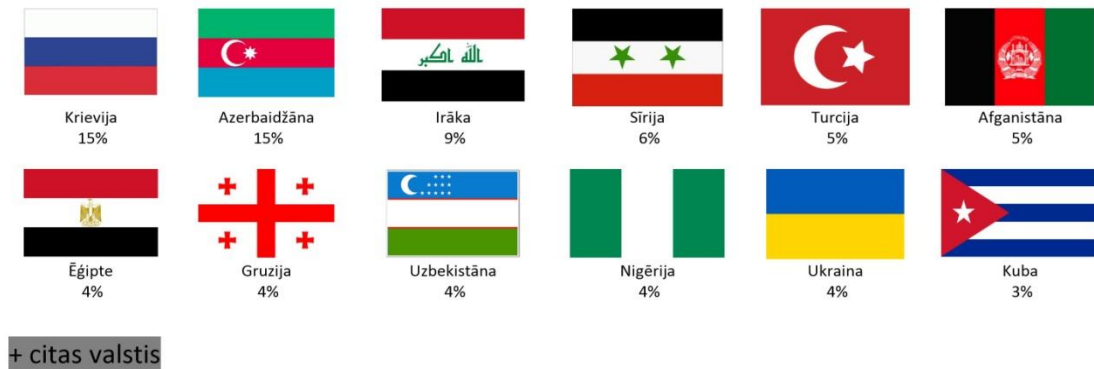 الله اكبر
Krievija
15%
Azerbaidžāna
15%
Irāka
9%
Sīrija
6%
Turcija
5%
Afganistāna
5%
Ēģipte
4%
Gruzija
4%
Uzbekistāna
4%
Nigērija
4%
Ukraina
4%
Kuba
3%
+ citas valstis